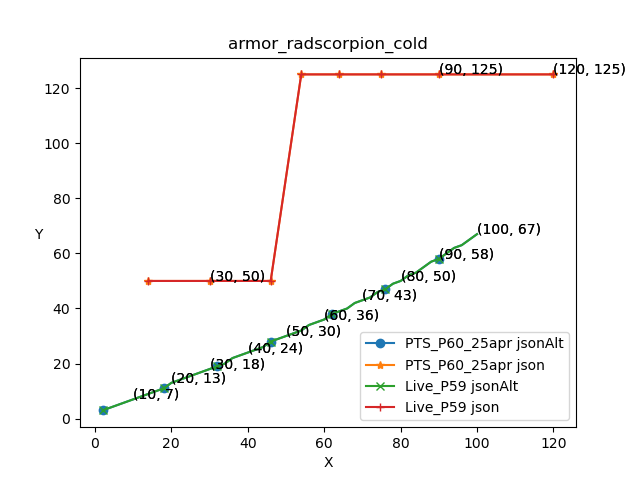 armor_radscorpion_cold
120
100
80
60
40
20
0
Y
(90, 125)
(120, 125)
(30, 50)
(100, 67)
(90, 58)
(80, 50)
(70, 43)
(60, 36)
(50, 30)
(40, 24)
(30, 18)
(20, 13)
(10, 7)
PTS_P60_25apr jsonAlt
PTS_P60_25apr json
Live_P59 jsonAlt
Live_P59 json
0 20 40 60 80 100 120
X